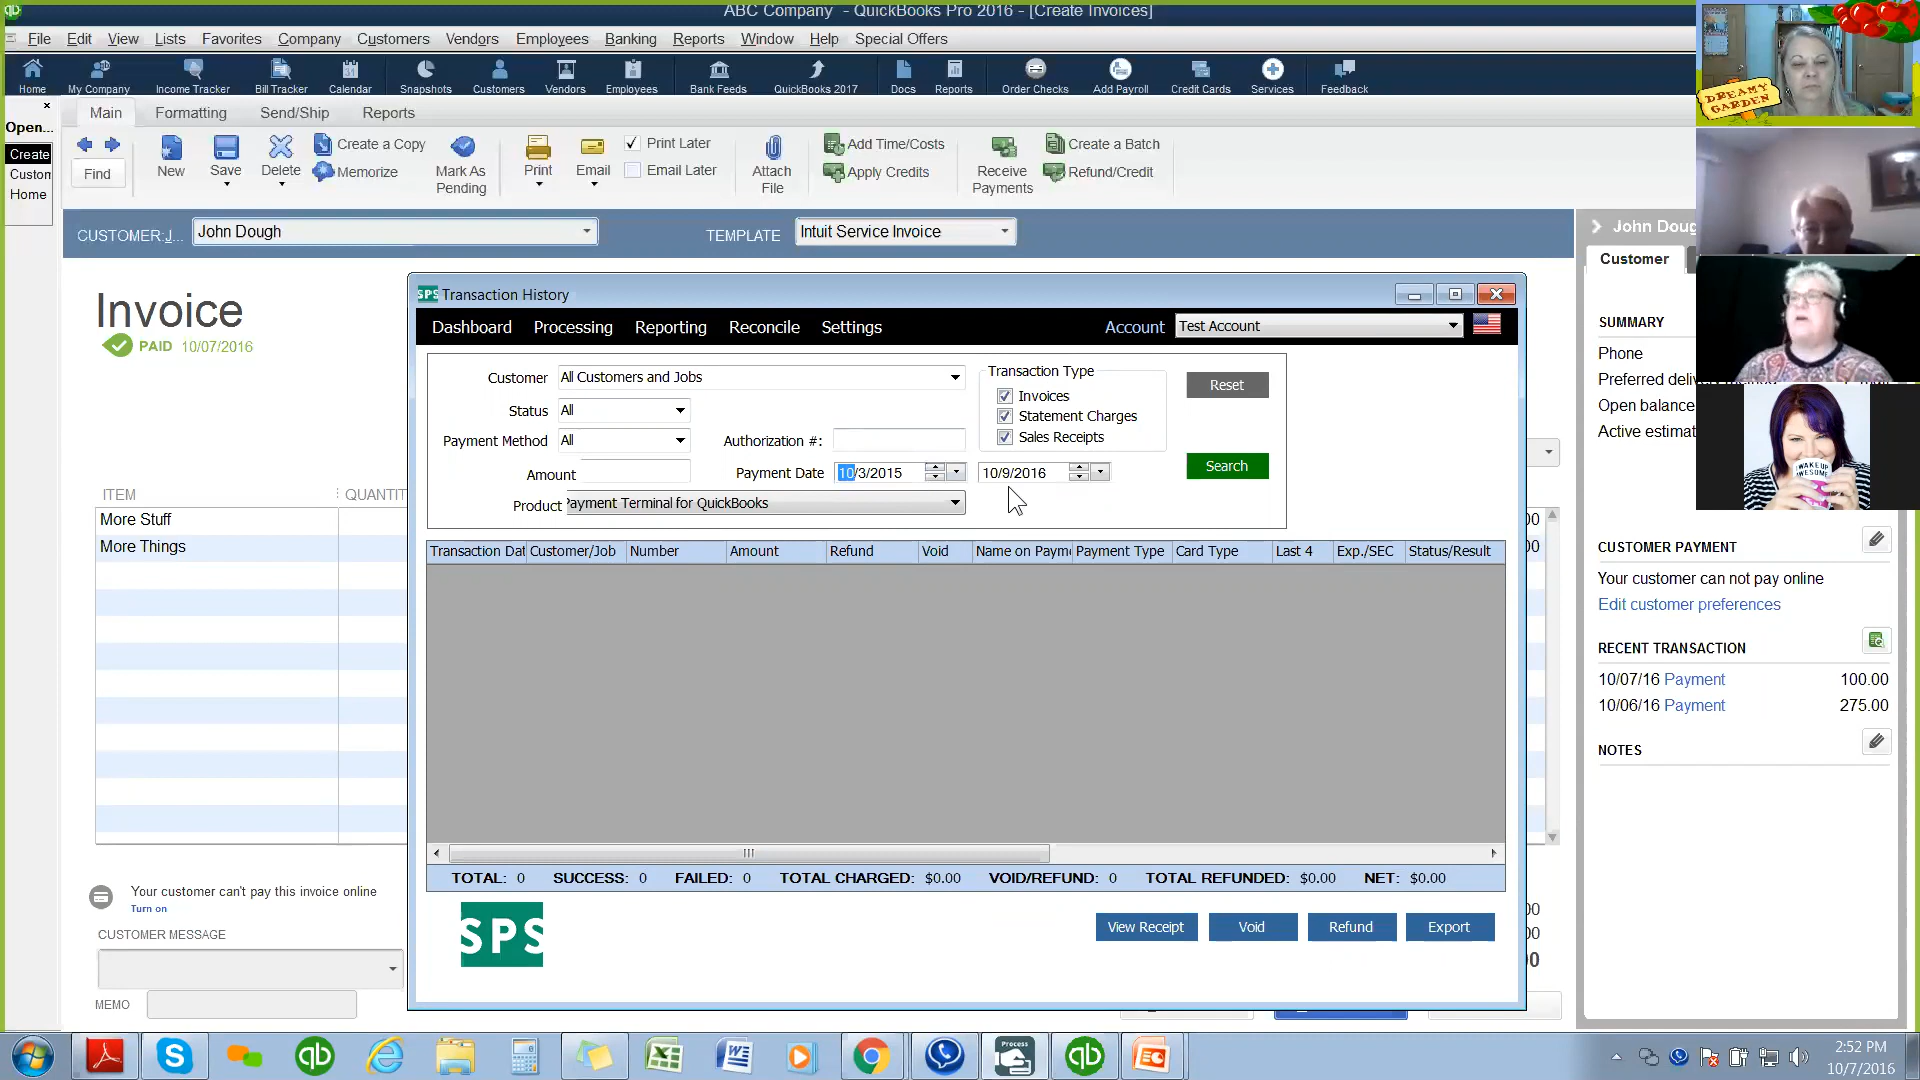 ABC Company - QuickBooks Pro 2016 - [Create Invoices]
File Edit View Lists Favorites Company Customers Vendors Employees Banking Reports Window Help Special Offers
Home My Company Income Tracker Bill Tracker Calendar Snapshots Customers Vendors Employees Bank Feeds QuickBooks 2017 Docs Reports Order Checks Add Payroll Credit Cards Services Feedback
Main Formatting Send/Ship Reports
Open...
Create
Custom
Home
Find
New
Save
Delete
Create a Copy
Memorize
Mark As
Pending
Print
Email
Print Later
Email Later
Attach
File
Add Time/Costs
Apply Credits
Receive
Payments
Create a Batch
Refund/Credit
CUSTOMER:J... John Dough
TEMPLATE Intuit Service Invoice
Invoice
PAID 10/07/2016
ITEM QUANTIT
More Stuff
More Things
Your customer can't pay this invoice online
Turn on
CUSTOMER MESSAGE
MEMO
SPS Transaction History
Dashboard Processing Reporting Reconcile Settings
Account Test Account
Customer All Customers and Jobs
Status All
Payment Method All
Authorization #:
Amount
Payment Date 10/3/2015 10/9/2016
Product Payment Terminal for QuickBooks
Transaction Type
Invoices
Statement Charges
Sales Receipts
Reset
Search
Transaction Dat Customer/Job Number Amount Refund Void Name on Payme Payment Type Card Type Last 4 Exp./SEC Status/Result
TOTAL: 0 SUCCESS: 0 FAILED: 0 TOTAL CHARGED: $0.00 VOID/REFUND: 0 TOTAL REFUNDED: $0.00 NET: $0.00
SPS
View Receipt Void Refund Export
John Doug
Customer
SUMMARY
Phone
Preferred deli
Open balance
Active estimat
CUSTOMER PAYMENT
Your customer can not pay online
Edit customer preferences
RECENT TRANSACTION
10/07/16 Payment 100.00
10/06/16 Payment 275.00
NOTES
DREAMY
GARDEN
WAKE UP
AWESOME
Process
2:52 PM
10/7/2016